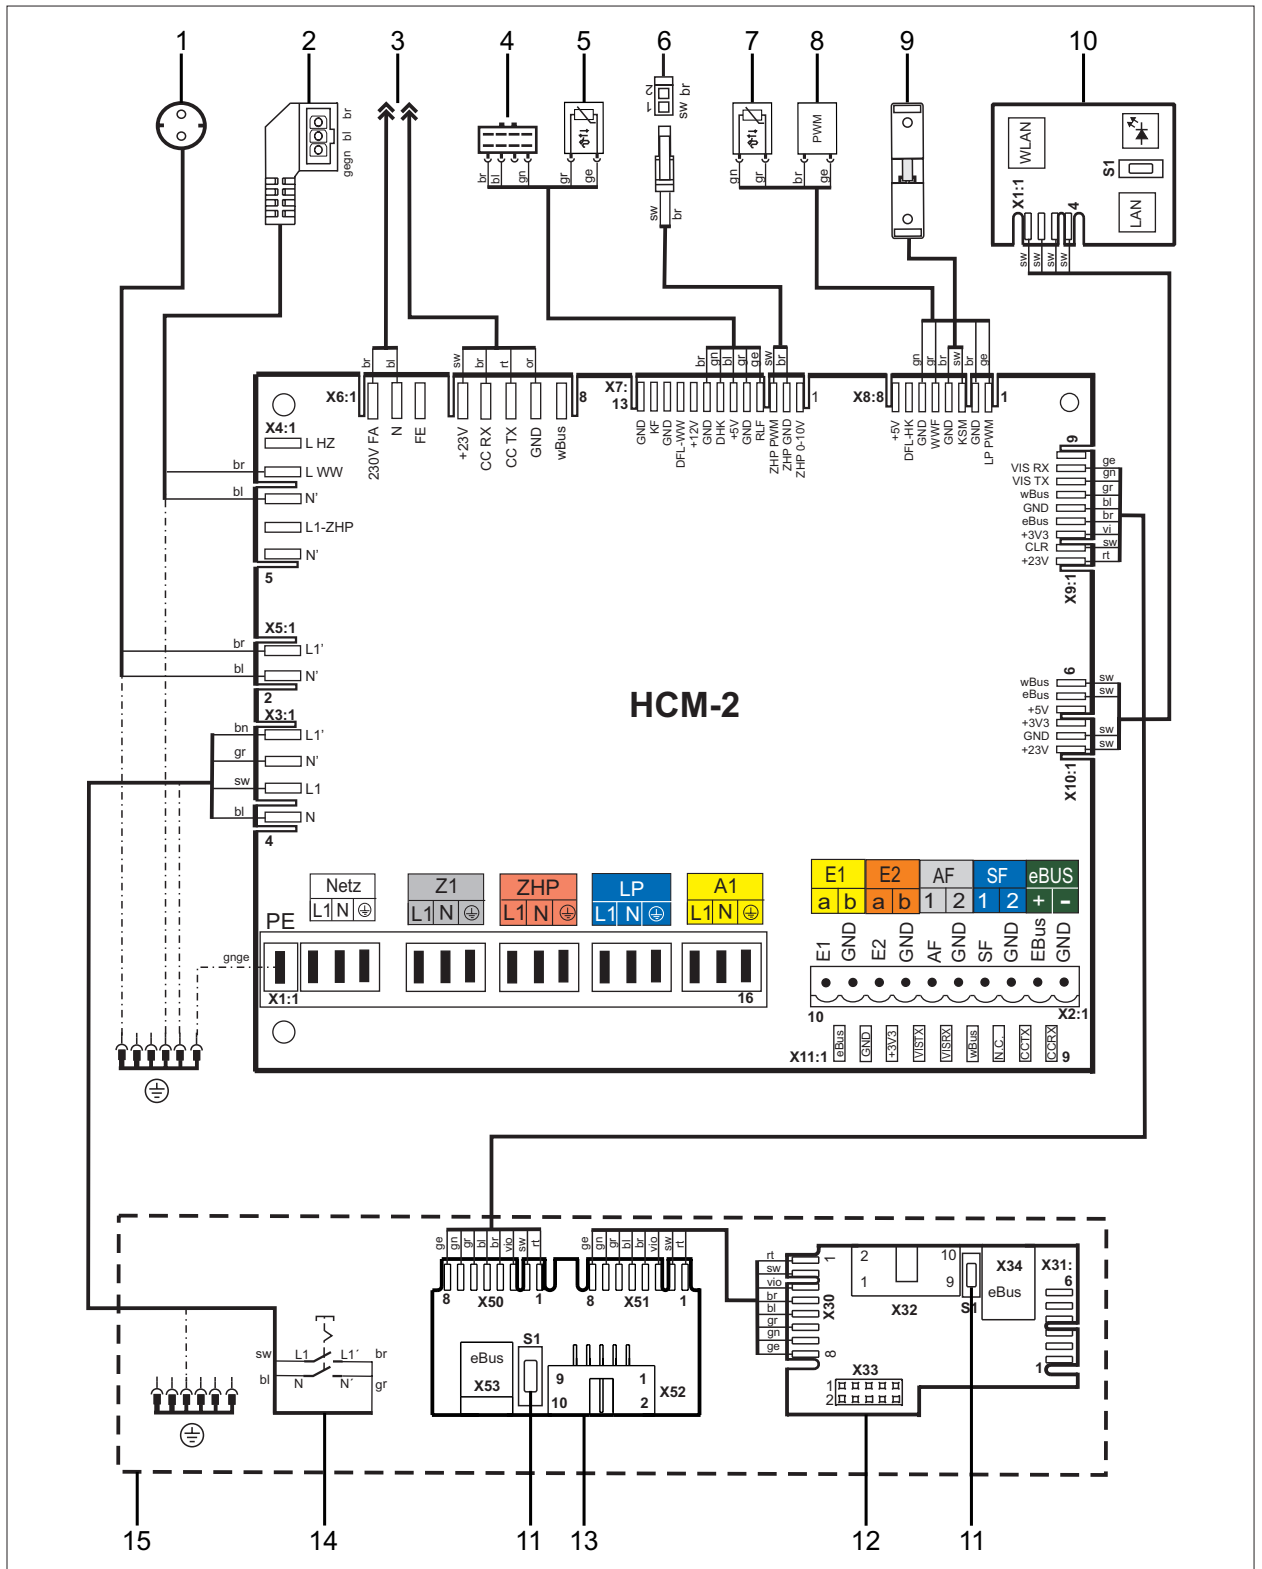 1 2 3 4 5 6 7 8 9 10
br
bl
gegn
2 br
1 sw
PWM
WLAN
S1
LAN
X1:1 4
br bl gn gr ge
sw br
gn gr br ge
sw sw sw sw
br bl
sw br rt or
br gn bl gr ge sw br
gn gr br sw br ge
X6:1 8
X7:
13 1
X8:8 1
230V FA
N
FE
+23V
CC RX
CC TX
GND
wBus
GND
KF
GND
DFL-WW
+12V
GND
DHK
+5V
GND
RLF
ZHP PWM
ZHP GND
ZHP 0-10V
+5V
DFL-HK
GND
WWF
GND
KSM
GND
LP PWM
X4:1
L HZ
br L WW
bl N'
L1-ZHP
N'
5
9
VIS RX ge
VIS TX gn
wBus gr
GND bl
eBus br
+3V3 vi
CLR sw
+23V rt
X9:1
X5:1
br L1'
bl N'
2
X3:1
bn L1'
gr N'
sw L1
bl N
4
HCM-2
6
wBus sw
eBus sw
+5V
+3V3
GND sw
+23V sw
X10:1
Netz Z1 ZHP LP A1
L1 N L1 N L1 N L1 N L1 N
PE
gnge
X1:1 16
E1 E2 AF SF eBUS
a b a b 1 2 1 2 + -
E1 GND E2 GND AF GND SF GND EBus GND
10 X2:1
X11:1 eBus GND +3V3 VISTX VISRX wBus N.C. CCTX CCRX 9
ge gn gr bl br vio sw rt
8 X50 1
ge gn gr bl br vio sw rt
8 X51 1
S1
eBus
X53
9 1
10 2
X52
rt
sw
vio
br
bl
gr
gn
ge
1
X30
8
2 10
1 9
X32
S1
X34
eBus
X31:
6
1
X33
1
2
sw L1 L1´ br
bl N N´ gr
15 14 11 13 12 11